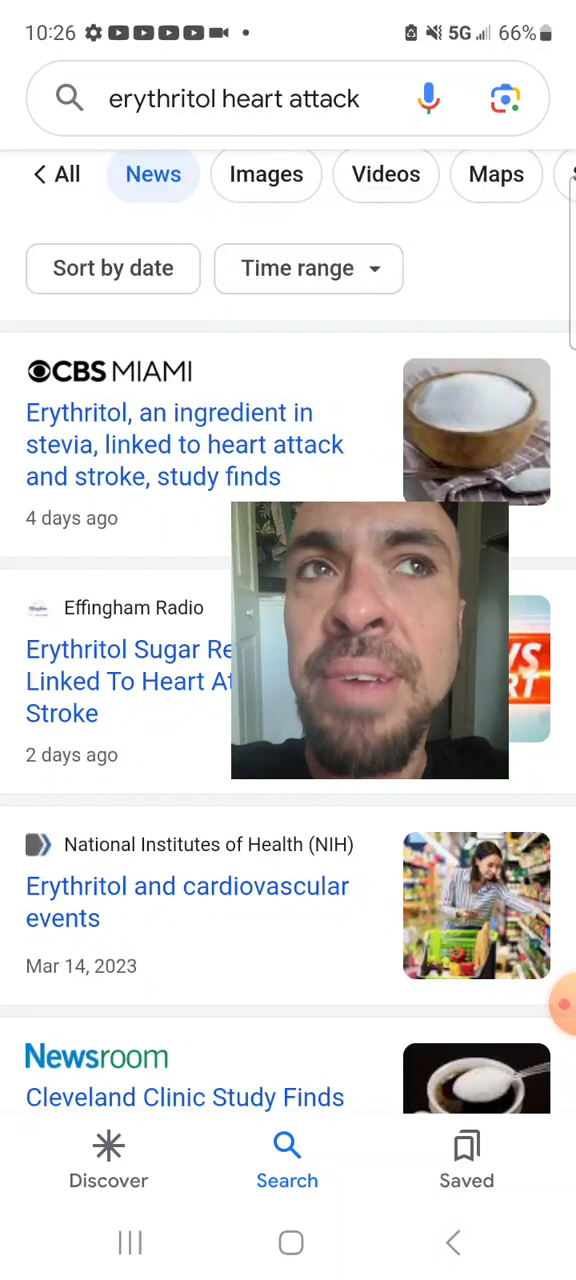 10:26 5G 66%
erythritol heart attack
All News Images Videos Maps
Sort by date Time range
CBS MIAMI
Erythritol, an ingredient in
stevia, linked to heart attack
and stroke, study finds
4 days ago
Effingham Radio
Erythritol Sugar Re
Linked To Heart At
Stroke
2 days ago
National Institutes of Health (NIH)
Erythritol and cardiovascular
events
Mar 14, 2023
Newsroom
Cleveland Clinic Study Finds
Discover Search Saved